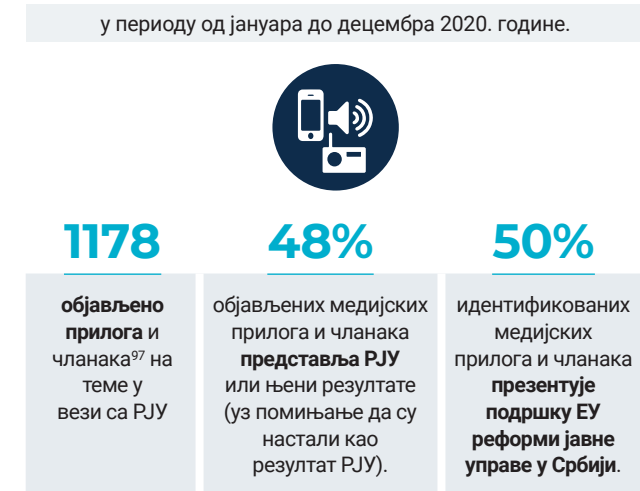 у периоду од јануара до децембра 2020. године.
1178
објављено
прилога и
чланака⁹⁷ на
теме у
вези са РЈУ
48%
објављених медијских
прилога и чланака
представља РЈУ
или њени резултате
(уз помињање да су
настали као
резултат РЈУ).
50%
идентификованих
медијских
прилога и чланака
презентује
подршку ЕУ
реформи јавне
управе у Србији.